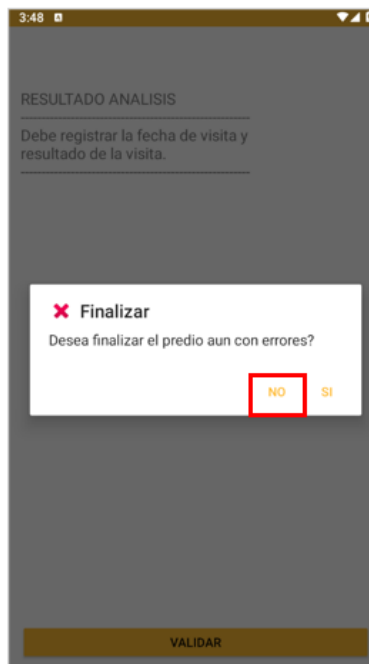 3:48
RESULTADO ANALISIS
Debe registrar la fecha de visita y
resultado de la visita.
Finalizar
Desea finalizar el predio aun con errores?
NO SI
VALIDAR